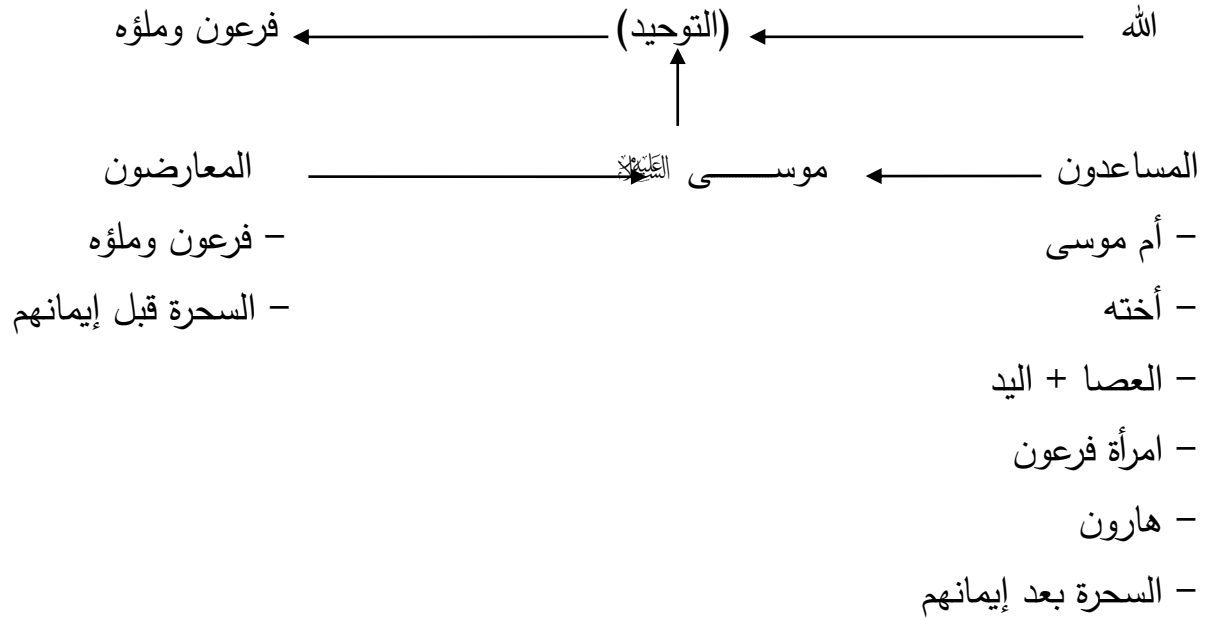 الله (التوحيد) فرعون وملؤه
المساعدون موســـــى عليه السلام المعارضون
– أم موسى – فرعون وملؤه
– أخته – السحرة قبل إيمانهم
– العصا + اليد
– امرأة فرعون
– هارون
– السحرة بعد إيمانهم